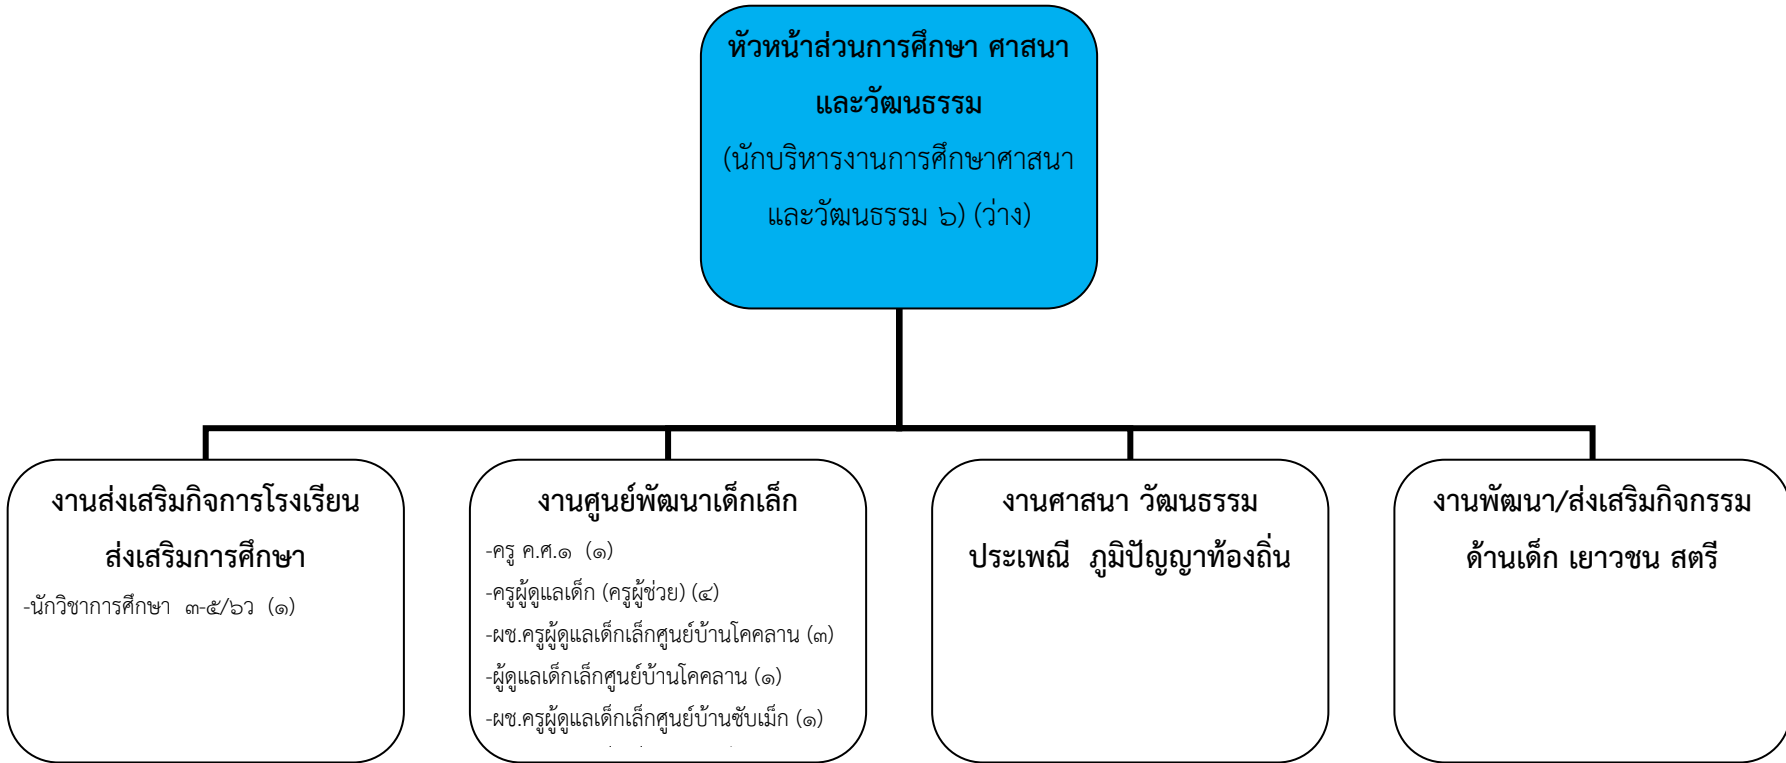 หัวหน้าส่วนการศึกษา ศาสนา
และวัฒนธรรม
(นักบริหารงานการศึกษาศาสนา
และวัฒนธรรม ๖) (ว่าง)
งานส่งเสริมกิจการโรงเรียน
ส่งเสริมการศึกษา
-นักวิชาการศึกษา ๓-๕/๖ว (๑)
งานศูนย์พัฒนาเด็กเล็ก
-ครู ค.ศ.๑ (๑)
-ครูผู้ดูแลเด็ก (ครูผู้ช่วย) (๔)
-ผช.ครูผู้ดูแลเด็กเล็กศูนย์บ้านโคคลาน (๓)
-ผู้ดูแลเด็กเล็กศูนย์บ้านโคคลาน (๑)
-ผช.ครูผู้ดูแลเด็กเล็กศูนย์บ้านซับเม็ก (๑)
งานศาสนา วัฒนธรรม
ประเพณี ภูมิปัญญาท้องถิ่น
งานพัฒนา/ส่งเสริมกิจกรรม
ด้านเด็ก เยาวชน สตรี